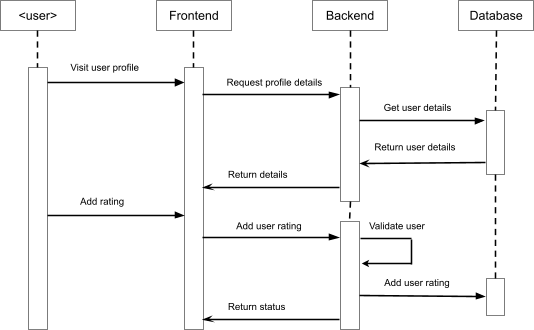 <user>
Frontend
Backend
Database
Visit user profile
Request profile details
Get user details
Return user details
Return details
Add rating
Add user rating
Validate user
Add user rating
Return status